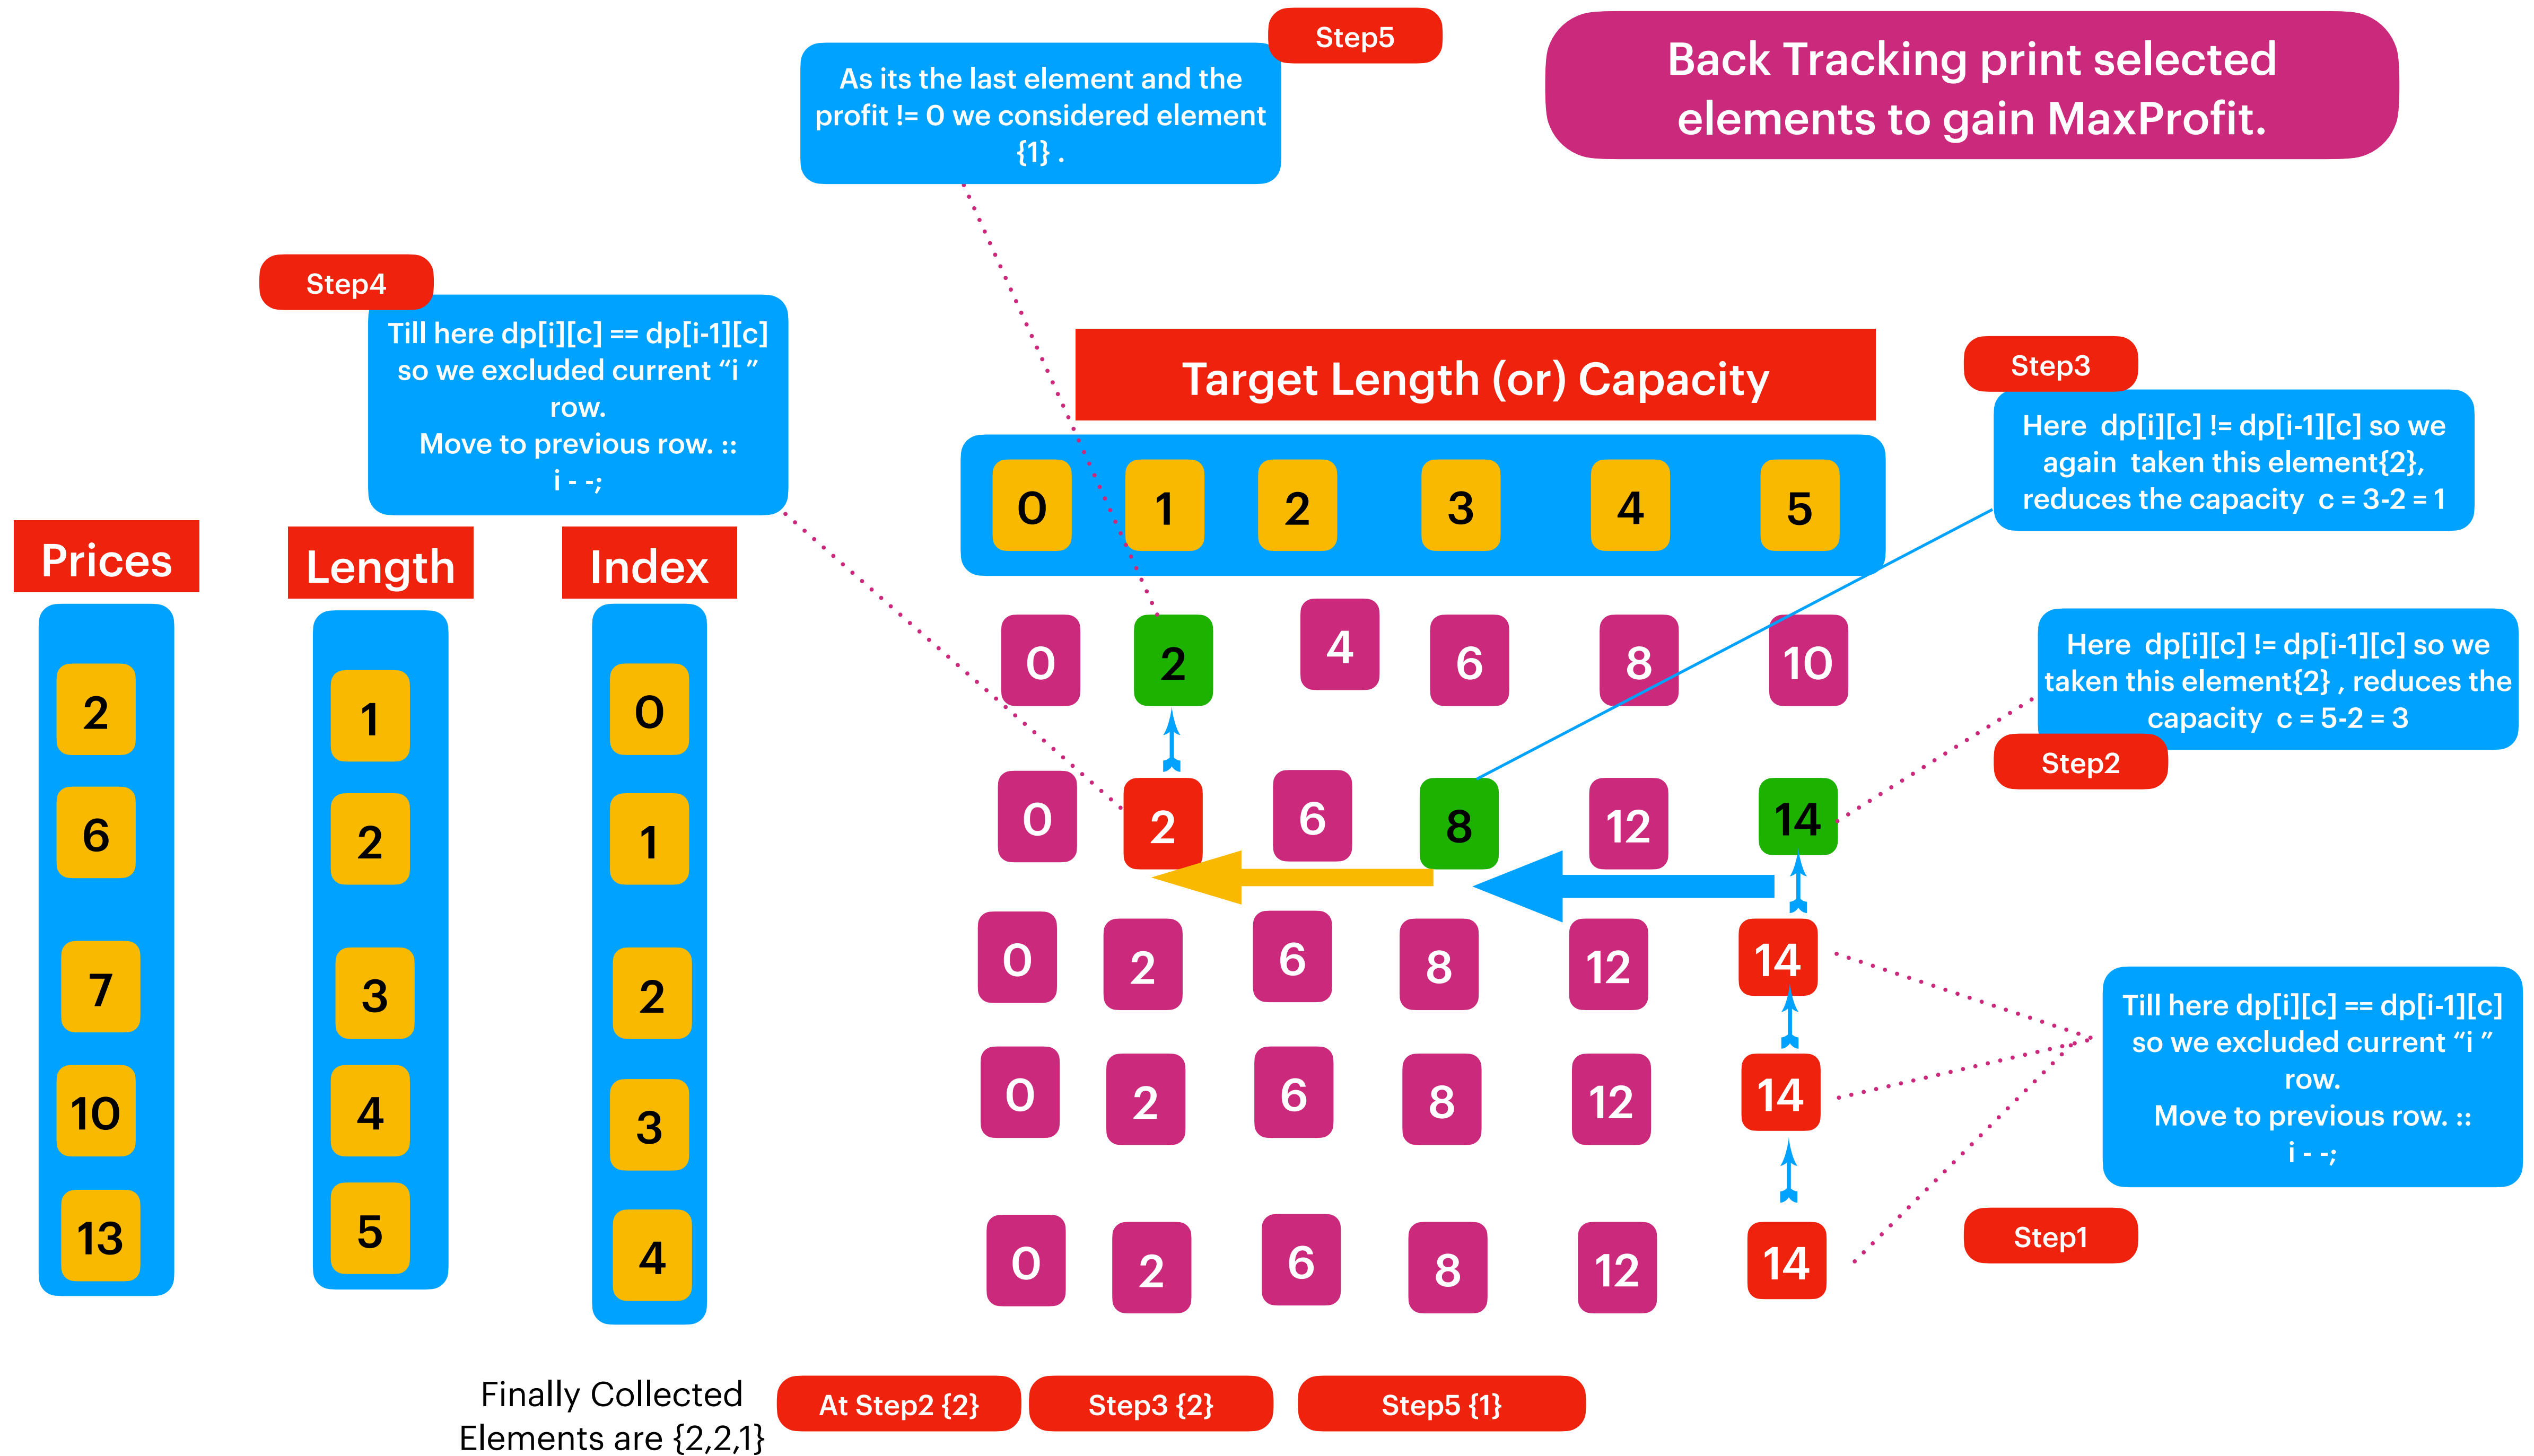 Step5
As its the last element and the
profit != 0 we considered element
{1} .
Back Tracking print selected
elements to gain MaxProfit.
Step4
Till here dp[i][c] == dp[i-1][c]
so we excluded current “i ”
row.
Move to previous row. ::
i - -;
Target Length (or) Capacity
Step3
Here dp[i][c] != dp[i-1][c] so we
again taken this element{2},
reduces the capacity c = 3-2 = 1
0 1 2 3 4 5
Prices
Length
Index
Here dp[i][c] != dp[i-1][c] so we
taken this element{2} , reduces the
capacity c = 5-2 = 3
Step2
2 1 0 0 2 4 6 8 10
6 2 1 0 2 6 8 12 14
7 3 2 0 2 6 8 12 14
10 4 3 0 2 6 8 12 14
13 5 4 0 2 6 8 12 14
Till here dp[i][c] == dp[i-1][c]
so we excluded current “i ”
row.
Move to previous row. ::
i - -;
Step1
Finally Collected
Elements are {2,2,1}
At Step2 {2}
Step3 {2}
Step5 {1}